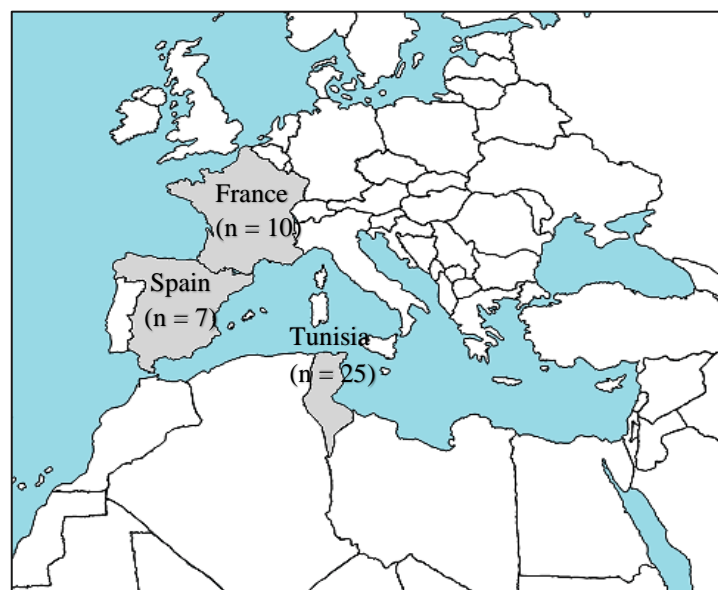 France
(n = 10)
Spain
(n = 7)
Tunisia
(n = 25)